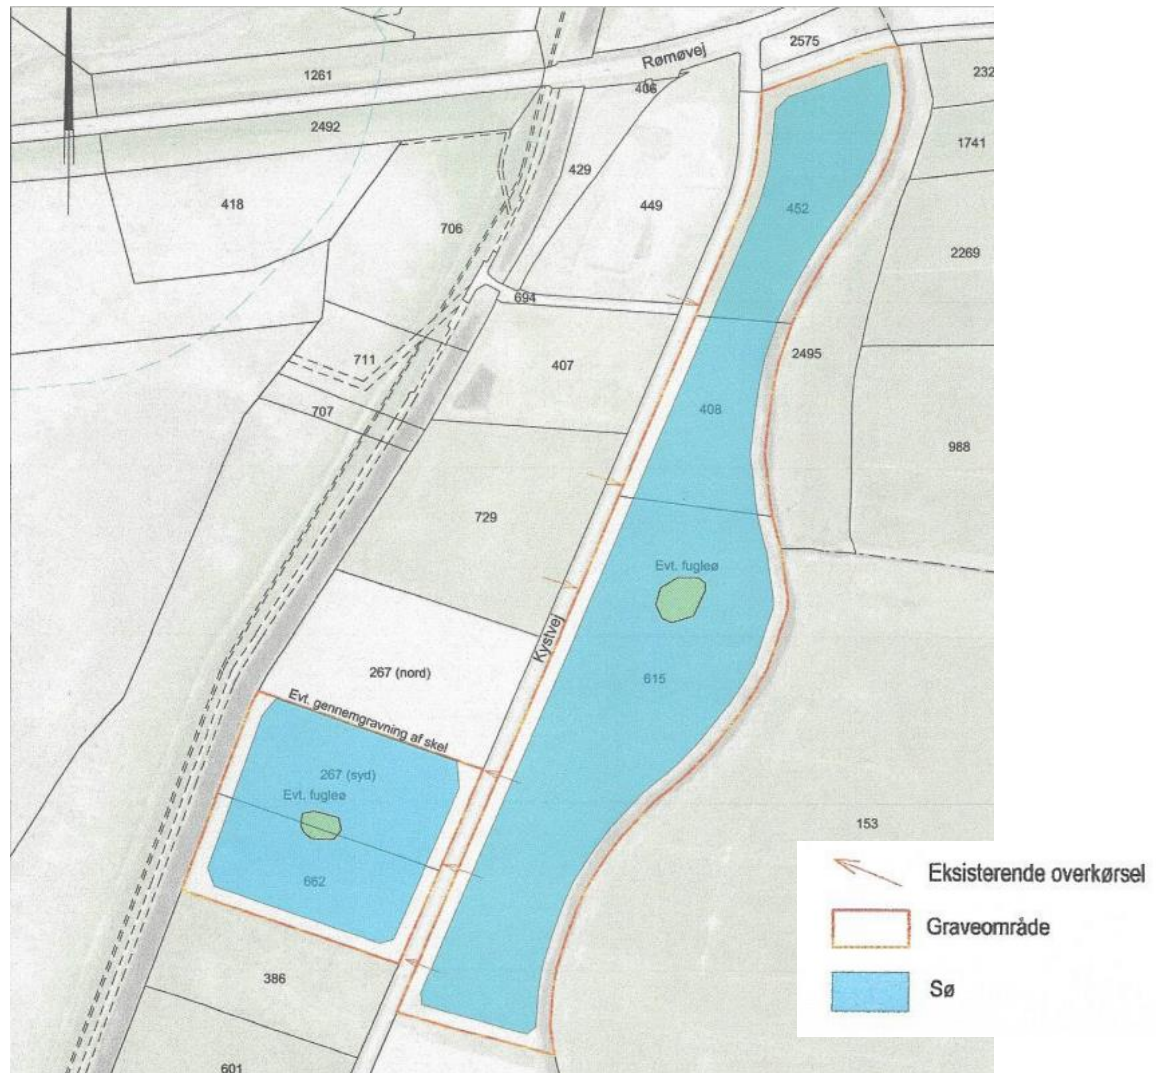 2575
Rømøvej
1261
232
406
2492
1741
429
418
449
452
706
2269
694
2495
711
407
707
408
988
729
Evt. fugleø
Kystvej
267 (nord)
615
Evt. gennemgravning af skel
267 (syd)
Evt. fugleø
153
662
386
601
Eksisterende overkørsel
Graveområde
Sø